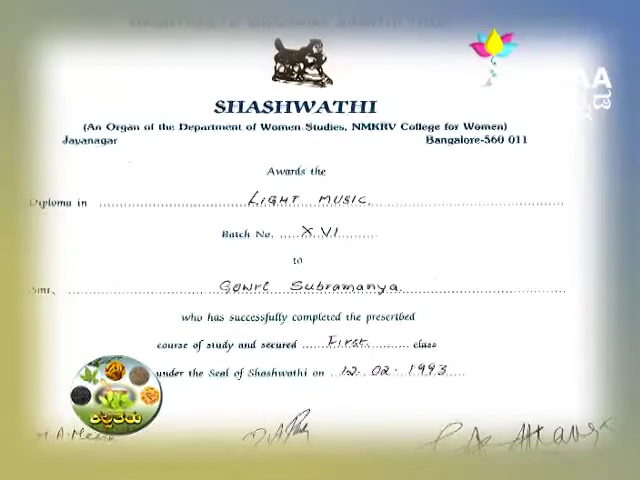 SHASHWATHI
(An Organ of the Department of Women Studies, NMKRV College for Women)
Jayanagar Bangalore-560 011
Awards the
Diploma in LIGHT MUSIC
Batch No. XVI
to
Smt. Gowri Subramanya.
who has successfully completed the prescribed
course of study and secured First class
under the Seal of Shashwathi on 12.02.1993
ಕಲ್ಪತರು